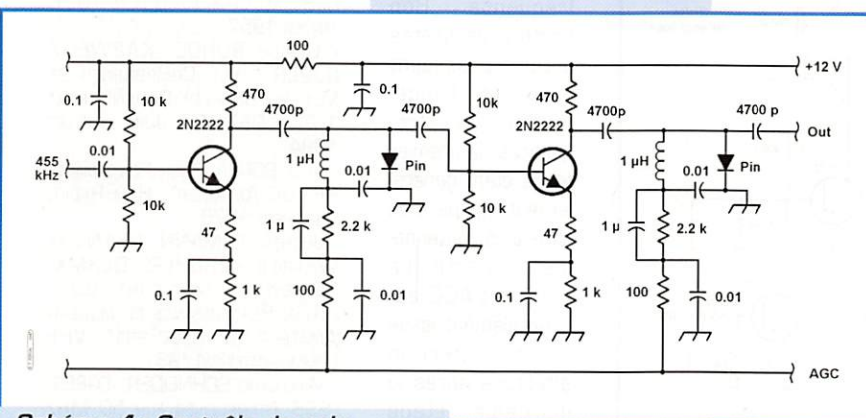 100
+12 V
0.1
10 k
470
0.1
10k
470
2N2222
4700p
4700p
2N2222
4700p
4700 p
Out
455
kHz
0.01
1 µH
Pin
1 µH
0.01
Pin
0.01
10k
47
1 µ
2.2 k
10 k
47
1 µ
2.2 k
0.1
1 k
100
0.01
0.1
1 k
100
0.01
AGC